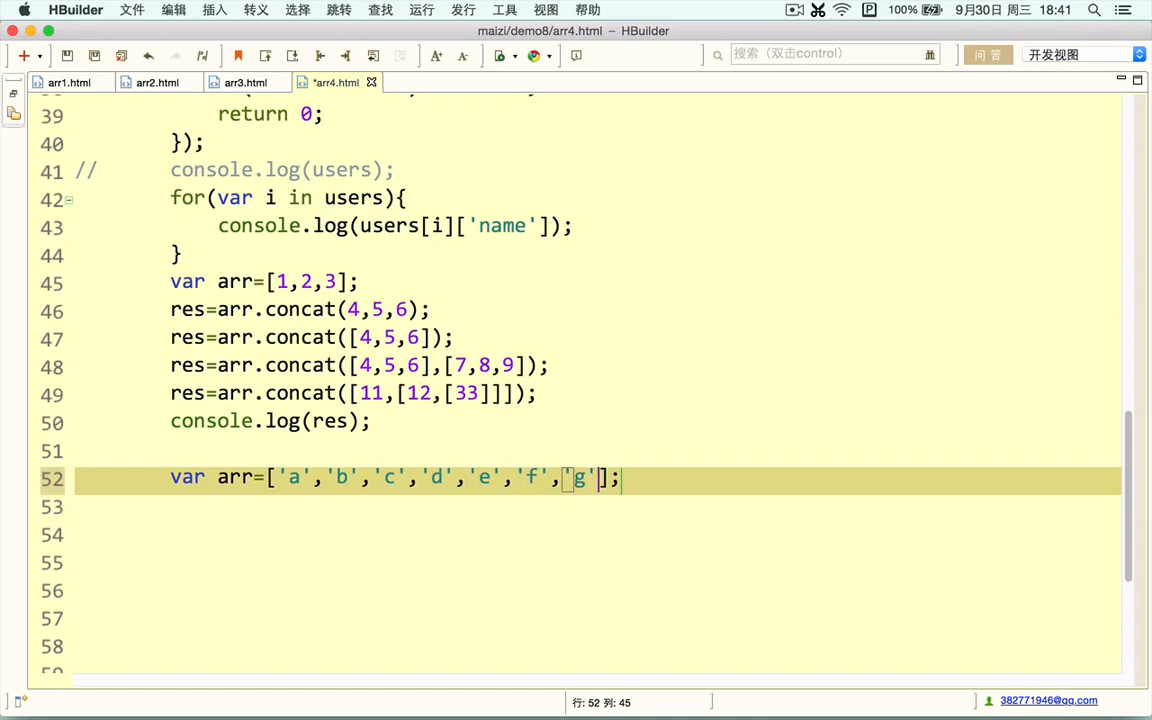 HBuilder 文件 编辑 插入 转义 选择 跳转 查找 运行 发行 工具 视图 帮助 100% 9月30日 周三 18:41
maizi/demo8/arr4.html — HBuilder
搜索（双击control） 问 答 开发视图
arr1.html arr2.html arr3.html *arr4.html
39 return 0;
40 });
41 // console.log(users);
42 for(var i in users){
43 console.log(users[i]['name']);
44 }
45 var arr=[1,2,3];
46 res=arr.concat(4,5,6);
47 res=arr.concat([4,5,6]);
48 res=arr.concat([4,5,6],[7,8,9]);
49 res=arr.concat([11,[12,[33]]]);
50 console.log(res);
51
52 var arr=['a','b','c','d','e','f','g'];
53
54
55
56
57
58
行: 52 列: 45 382771946@qq.com